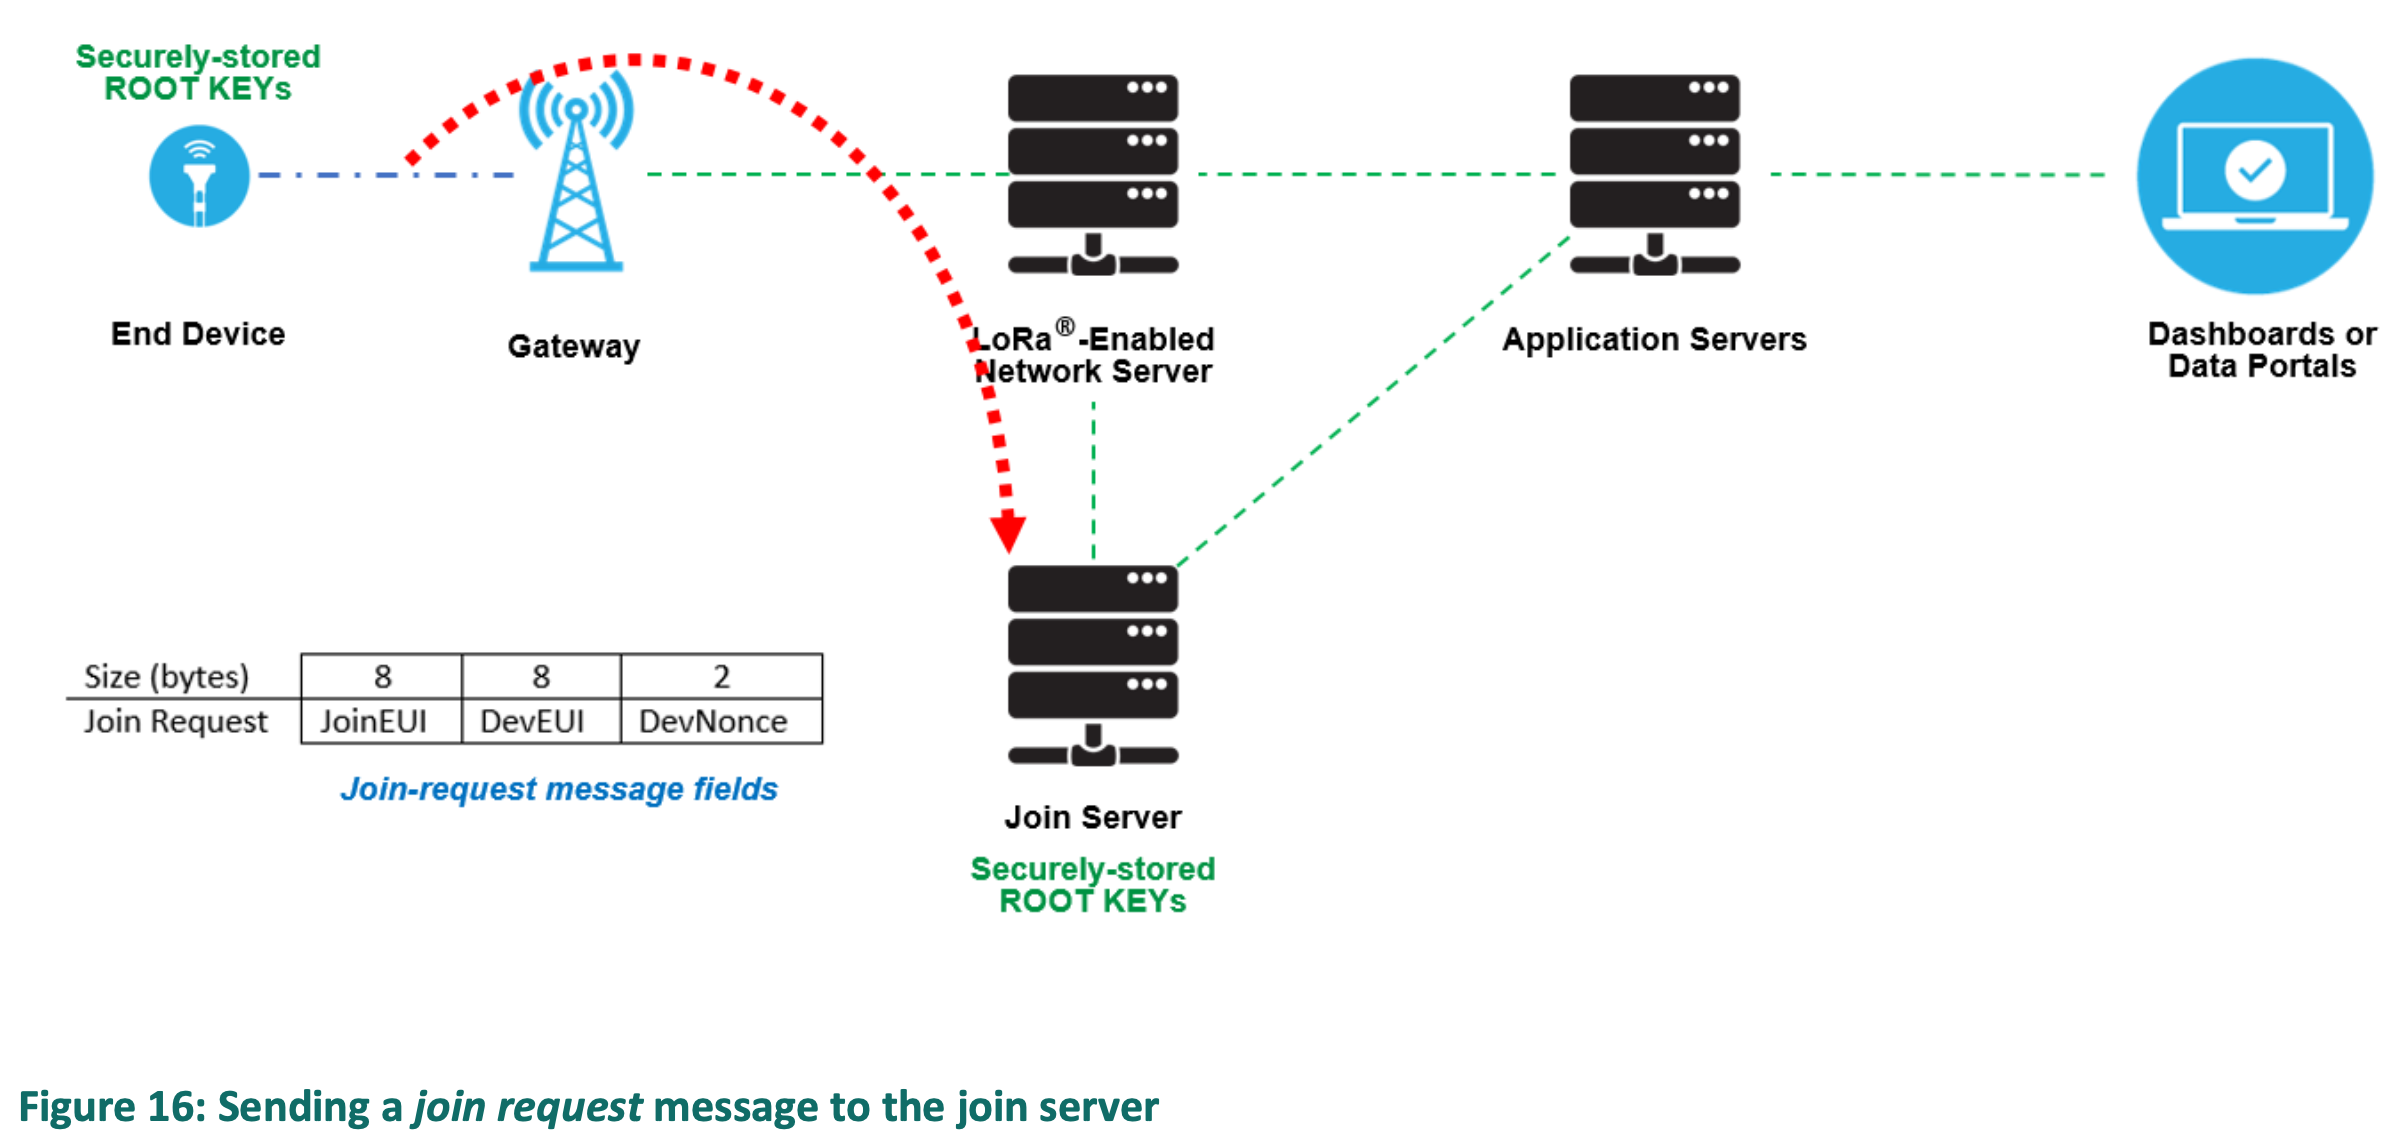 Securely-stored
ROOT KEYs
End Device
Gateway
LoRa®-Enabled
Network Server
Application Servers
Dashboards or
Data Portals
Size (bytes) 8 8 2
Join Request JoinEUI DevEUI DevNonce
Join-request message fields
Join Server
Securely-stored
ROOT KEYs
Figure 16: Sending a join request message to the join server